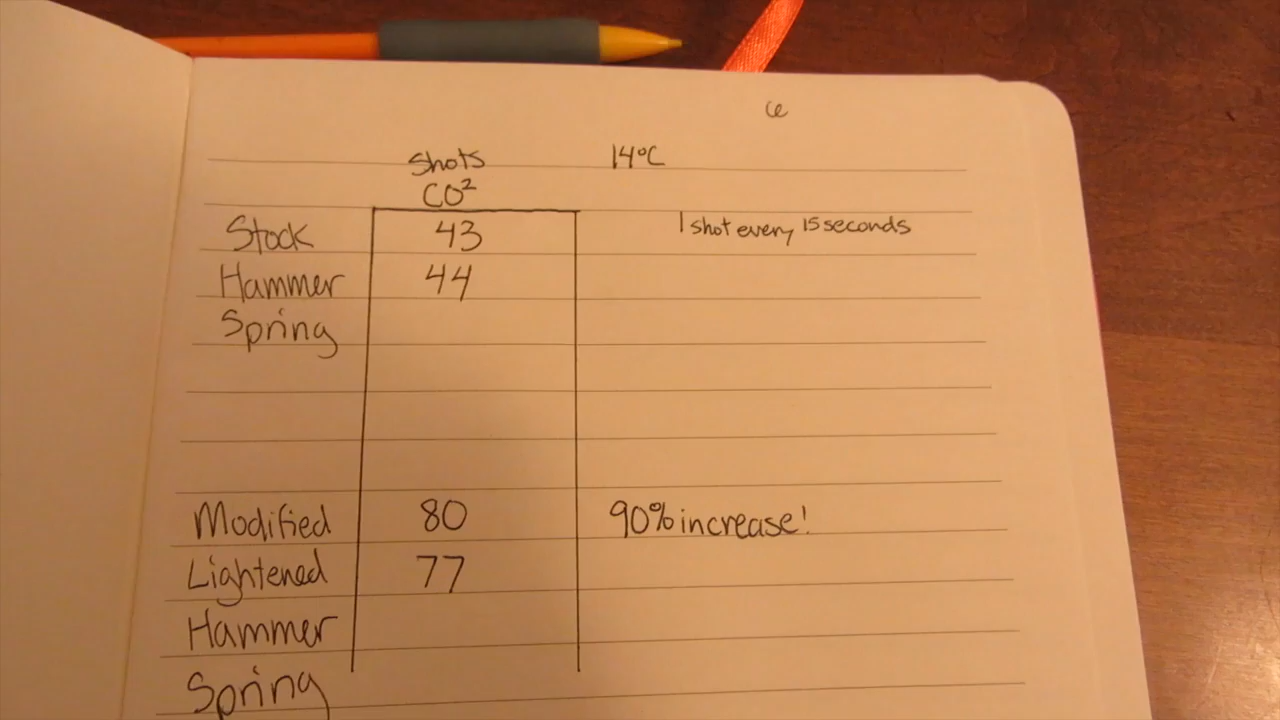 Shots 14°C
CO²
Stock 43 1 shot every 15 seconds
Hammer 44
Spring
Modified 80 90% increase!
Lightened 77
Hammer
Spring